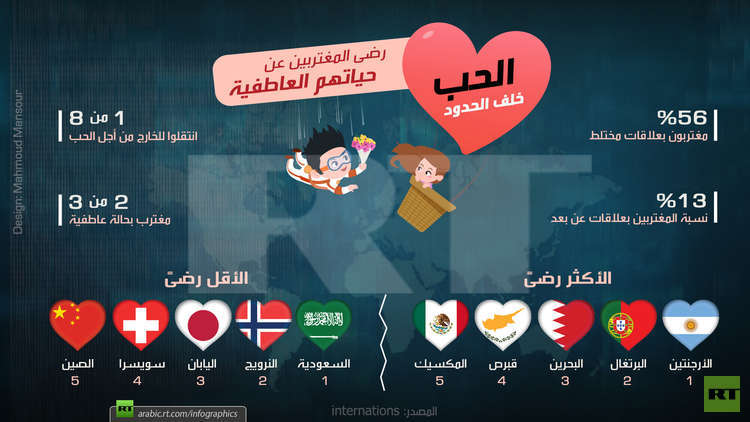 رضى المغتربين عن
حياتهم العاطفية
الحب
خلف الحدود
%56
مغتربون بعلاقات مختلط
%13
نسبة المغتربين بعلاقات عن بعد
1 من 8
انتقلوا للخارج من أجل الحب
2 من 3
مغترب بحالة عاطفية
RT
الأكثر رضىً
الأرجنتين
1
البرتغال
2
البحرين
3
قبرص
4
المكسيك
5
الأقل رضىً
السعودية
1
النرويج
2
اليابان
3
سويسرا
4
الصين
5
المصدر: internations
RT arabic.rt.com/infographics
RT
Design: Mahmoud Mansour